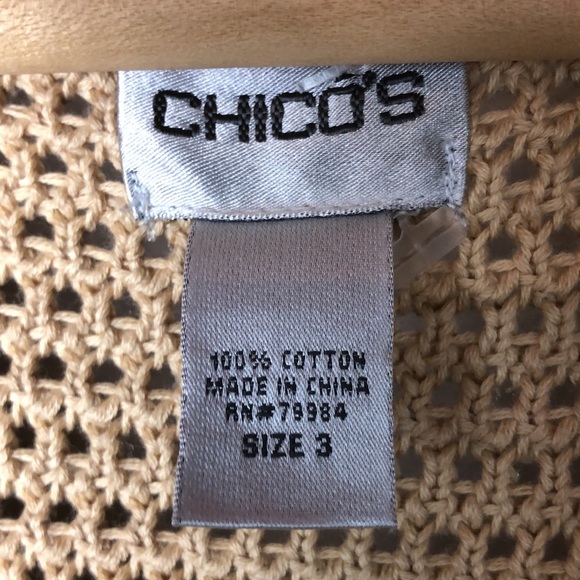 CHICO'S
100% COTTON
MADE IN CHINA
RN#79984
SIZE 3